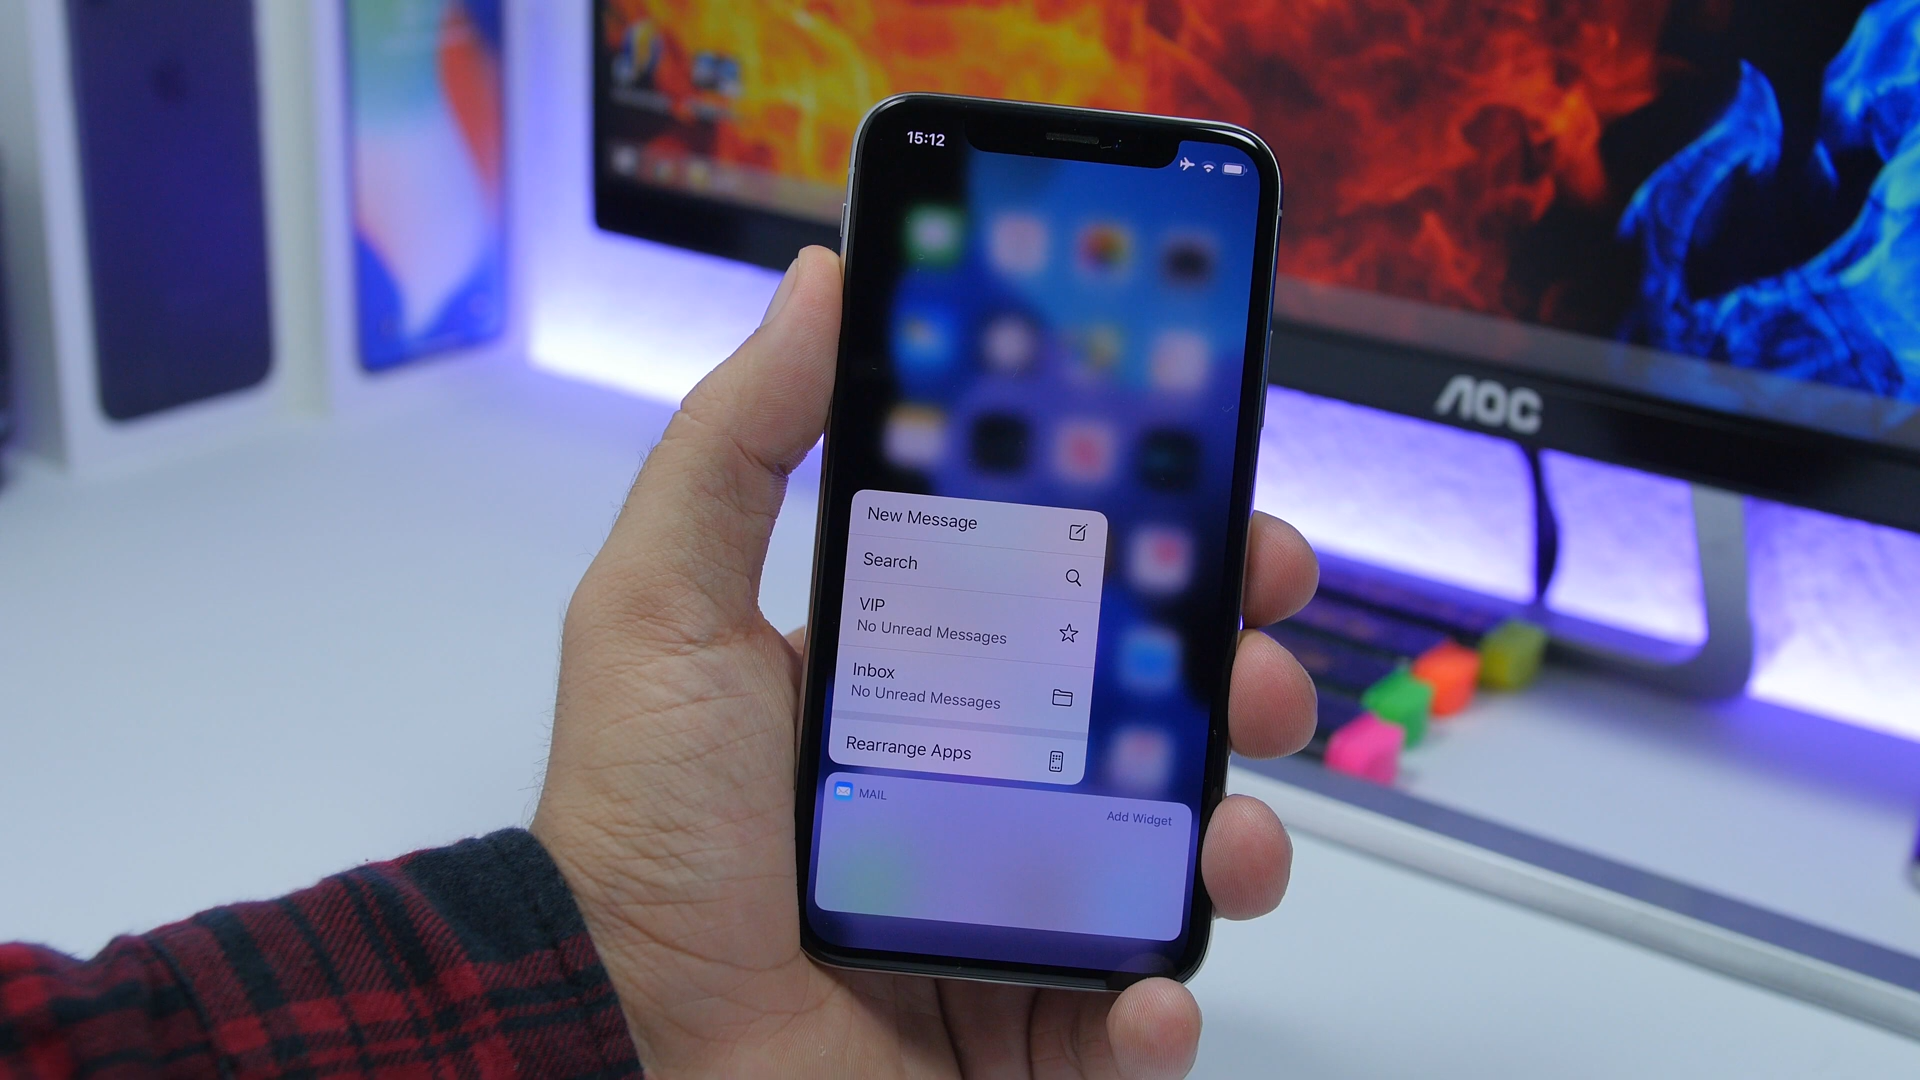 15:12
AOC
New Message
Search
VIP
No Unread Messages
Inbox
No Unread Messages
Rearrange Apps
MAIL
Add Widget